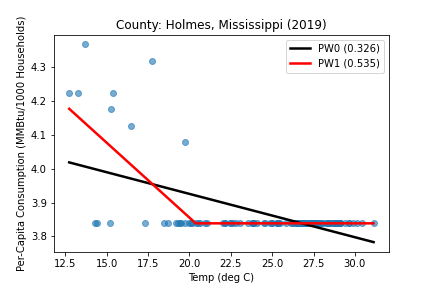 County: Holmes, Mississippi (2019)
PW0 (0.326)
PW1 (0.535)
Per-Capita Consumption (MMBtu/1000 Households)
4.3
4.2
4.1
4.0
3.9
3.8
12.5 15.0 17.5 20.0 22.5 25.0 27.5 30.0
Temp (deg C)